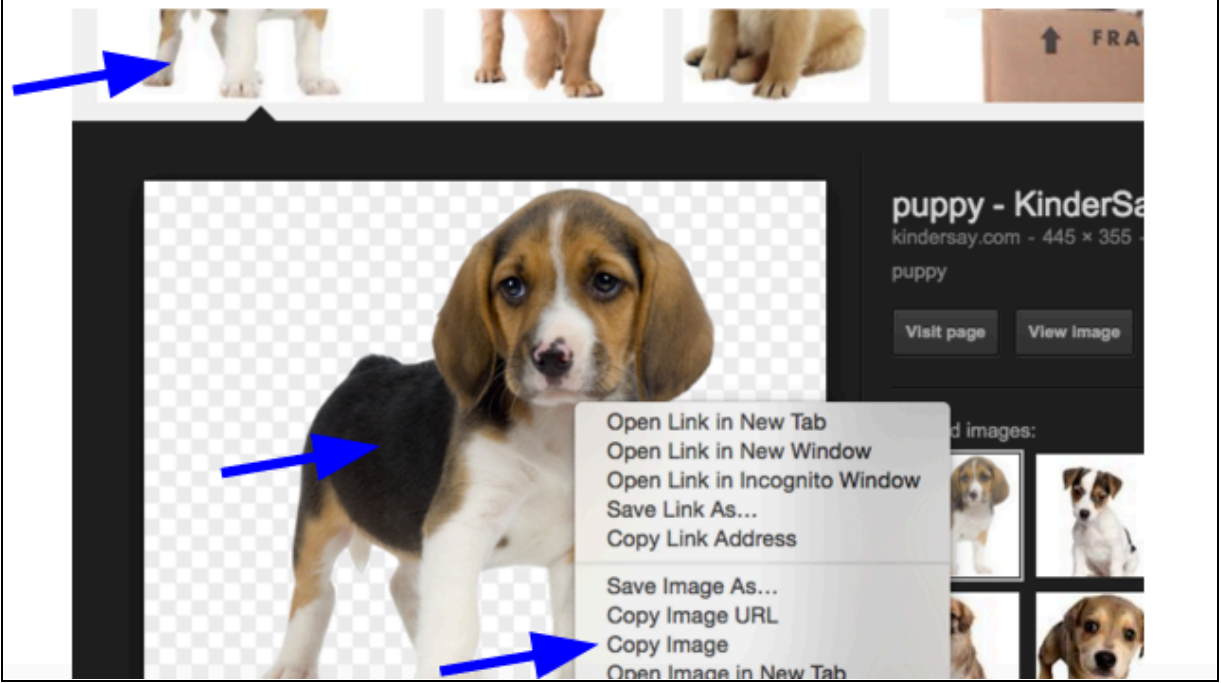 FRA
puppy - KinderSa
kindersay.com - 445 × 355 -
puppy
Visit page
View image
d images:
Open Link in New Tab
Open Link in New Window
Open Link in Incognito Window
Save Link As...
Copy Link Address
Save Image As...
Copy Image URL
Copy Image
Open Image in New Tab